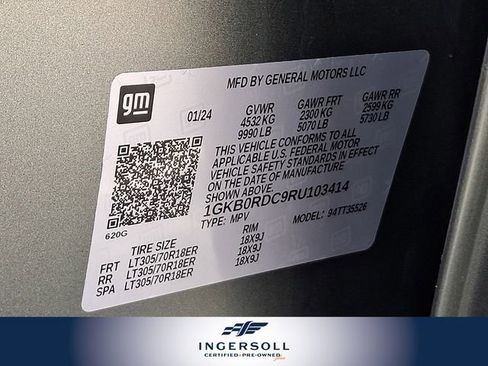 gm
MFD BY GENERAL MOTORS LLC
01/24
GVWR GAWR FRT GAWR RR
4532 KG 2300 KG 2599 KG
9990 LB 5070 LB 5730 LB
THIS VEHICLE CONFORMS TO ALL
APPLICABLE U.S. FEDERAL MOTOR
VEHICLE SAFETY STANDARDS IN EFFECT
ON THE DATE OF MANUFACTURE
SHOWN ABOVE.
1GKB0RDC9RU103414
TYPE: MPV MODEL: 94TT35526
620G
TIRE SIZE RIM
FRT LT305/70R18ER 18X9J
RR LT305/70R18ER 18X9J
SPA LT305/70R18ER 18X9J
INGERSOLL
CERTIFIED·PRE-OWNED